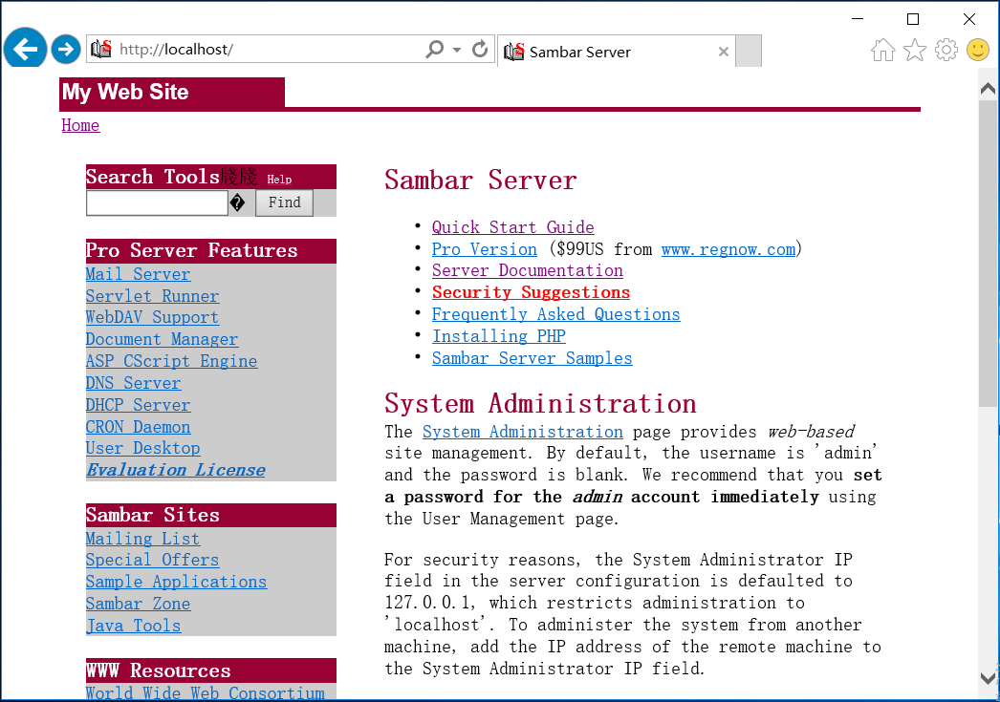 http://localhost/
Sambar Server
My Web Site
Home
Search Tools牋牋 Help
Find
Pro Server Features
Mail Server
Servlet Runner
WebDAV Support
Document Manager
ASP CScript Engine
DNS Server
DHCP Server
CRON Daemon
User Desktop
Evaluation License
Sambar Sites
Mailing List
Special Offers
Sample Applications
Sambar Zone
Java Tools
WWW Resources
World Wide Web Consortium
Sambar Server
• Quick Start Guide
• Pro Version ($99US from www.regnow.com)
• Server Documentation
• Security Suggestions
• Frequently Asked Questions
• Installing PHP
• Sambar Server Samples
System Administration
The System Administration page provides web-based
site management. By default, the username is 'admin'
and the password is blank. We recommend that you set
a password for the admin account immediately using
the User Management page.
For security reasons, the System Administrator IP
field in the server configuration is defaulted to
127.0.0.1, which restricts administration to
'localhost'. To administer the system from another
machine, add the IP address of the remote machine to
the System Administrator IP field.